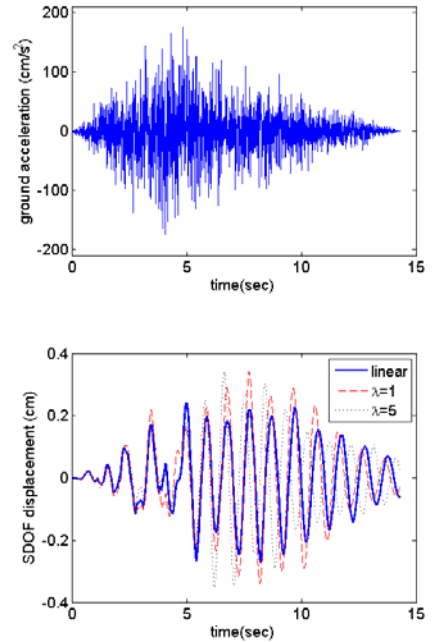 200
100
0
-100
-200
ground acceleration (cm/s²)
0 5 10 15
time(sec)
0.4
0.2
0
-0.2
-0.4
SDOF displacement (cm)
linear
λ=1
λ=5
0 5 10 15
time(sec)